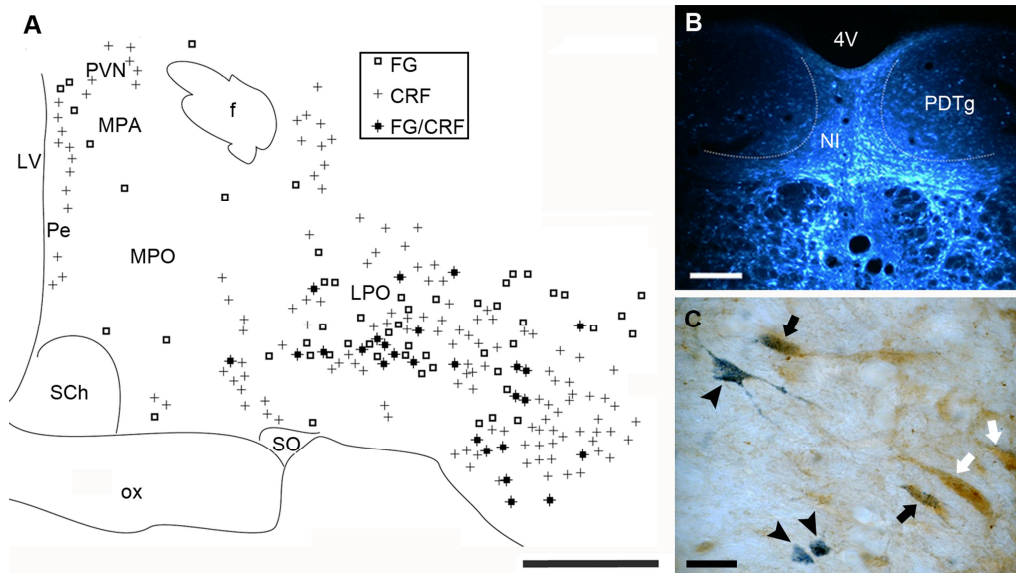 A
PVN
f
FG
CRF
FG/CRF
MPA
LV
Pe
MPO
LPO
SCh
SO
ox
B
4V
PDTg
NI
C